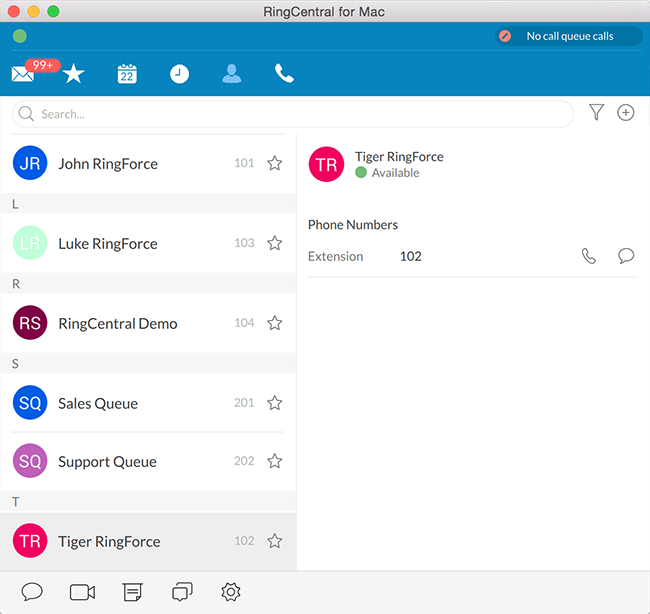 RingCentral for Mac
No call queue calls
99+
22
Search...
JR John RingForce 101
L
LR Luke RingForce 103
R
RS RingCentral Demo 104
S
SQ Sales Queue 201
SQ Support Queue 202
T
TR Tiger RingForce 102
TR Tiger RingForce
Available
Phone Numbers
Extension 102